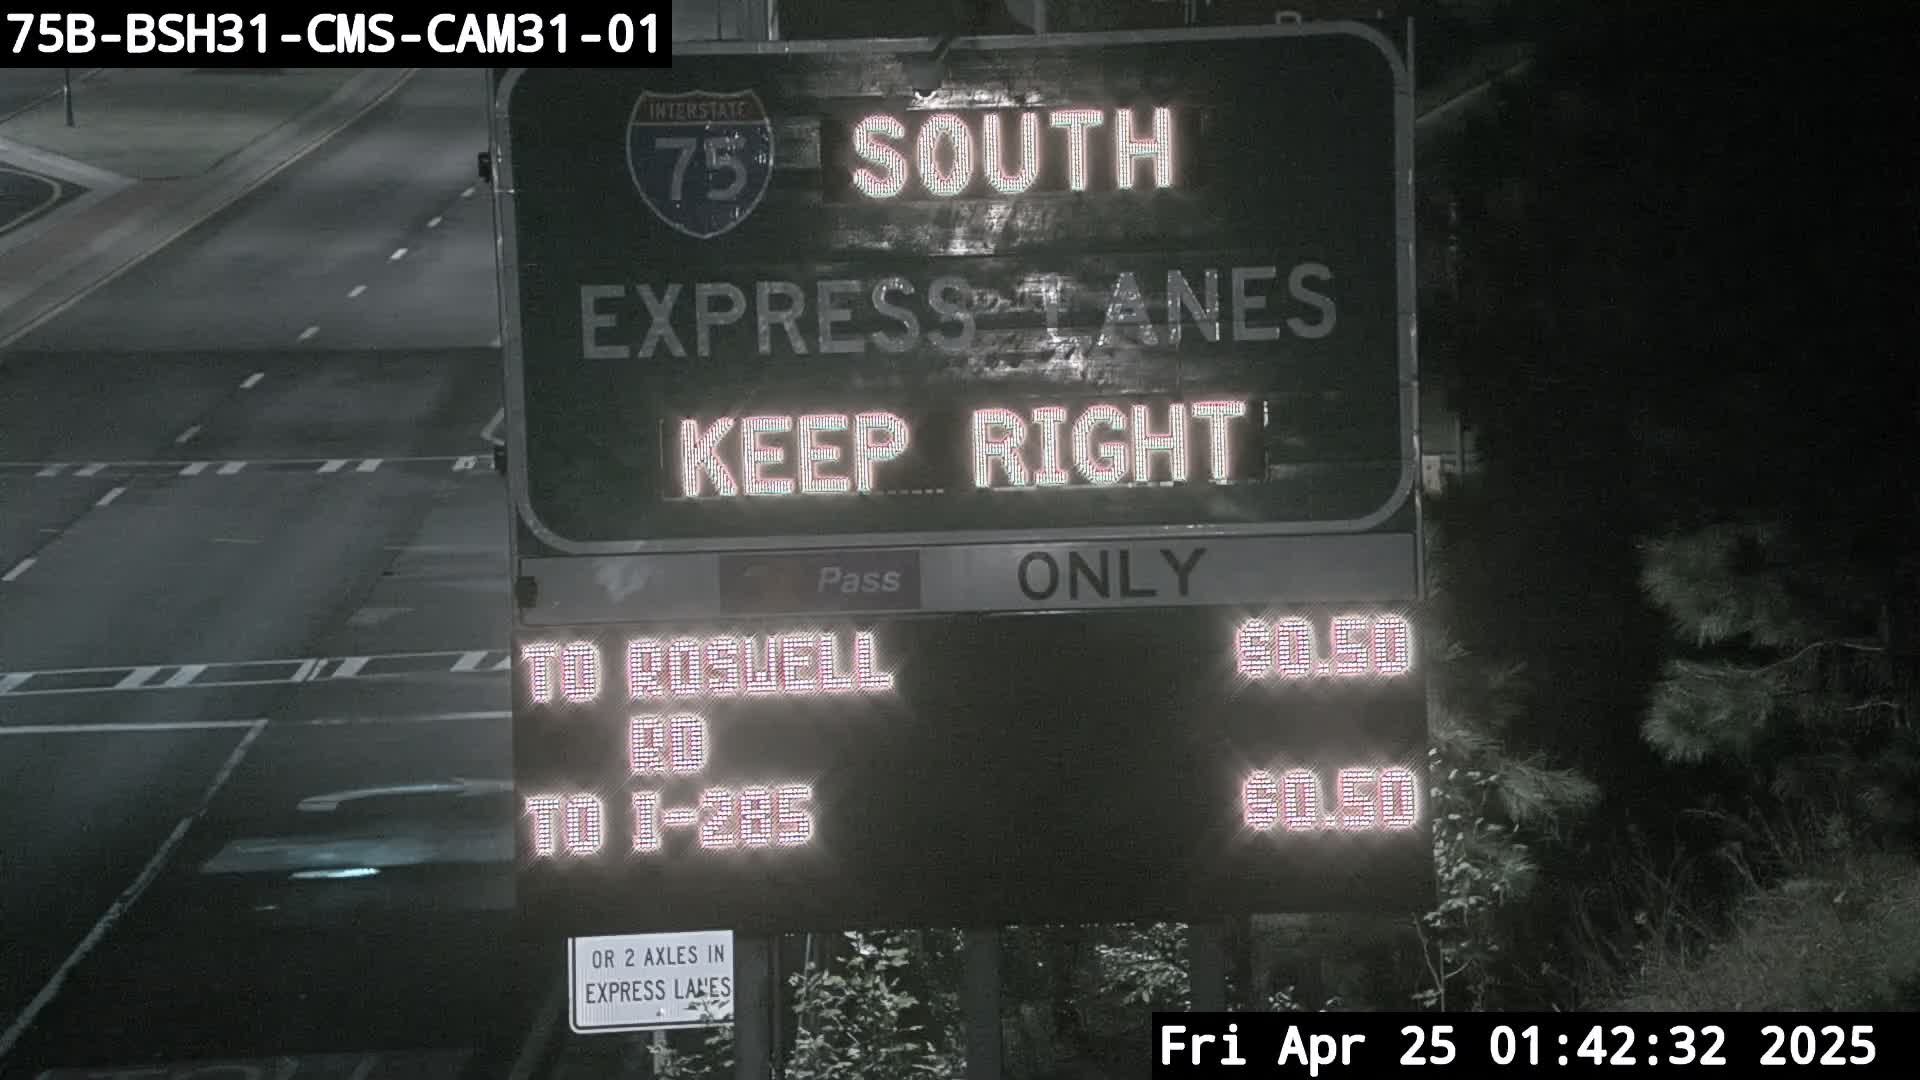 75B-BSH31-CMS-CAM31-01
INTERSTATE
75
SOUTH
EXPRESS LANES
KEEP RIGHT
Pass ONLY
TO ROSWELL $0.50
RD
TO I-285 $0.50
OR 2 AXLES IN
EXPRESS LANES
Fri Apr 25 01:42:32 2025